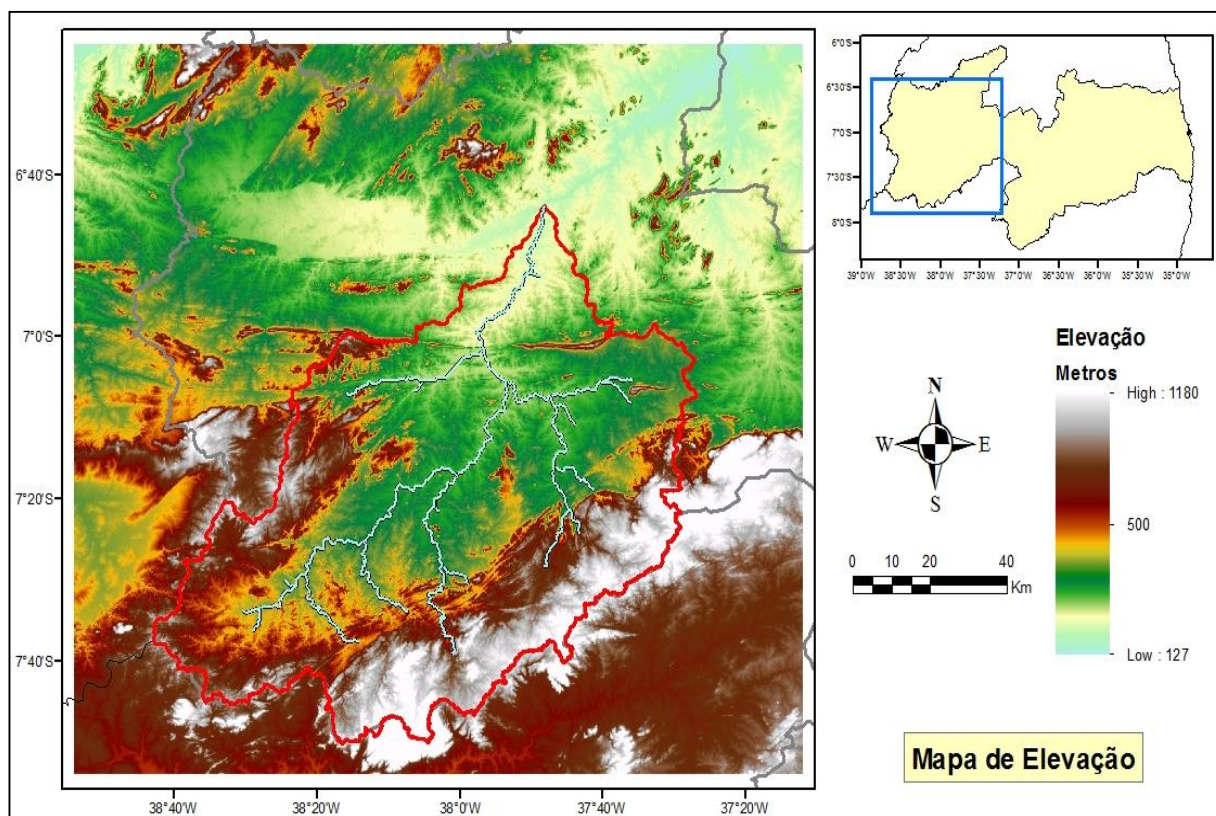 6°40'S
7°0'S
7°20'S
7°40'S
38°40'W
38°20'W
38°0'W
37°40'W
37°20'W
6°0'S
6°30'S
7°0'S
7°30'S
8°0'S
39°0'W
38°30'W
38°0'W
37°30'W
37°0'W
36°30'W
36°0'W
35°30'W
35°0'W
Elevação
Metros
High : 1180
500
Low : 127
N
W
E
S
0 10 20 40
Km
Mapa de Elevação